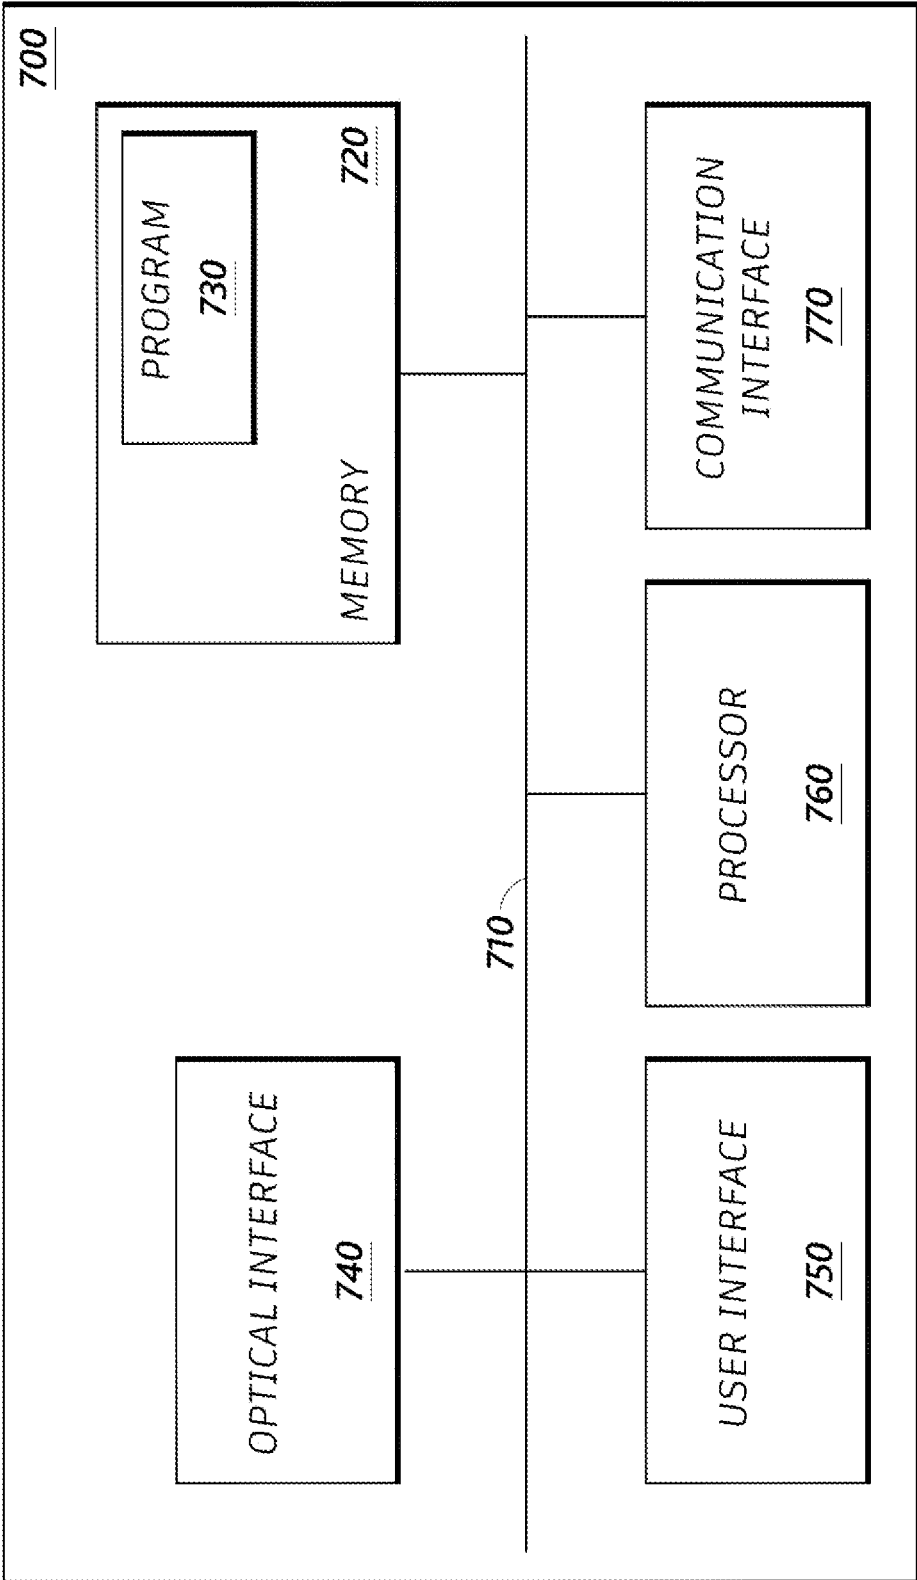 700
OPTICAL INTERFACE
740
PROGRAM
730
MEMORY
720
710
USER INTERFACE
750
PROCESSOR
760
COMMUNICATION
INTERFACE
770